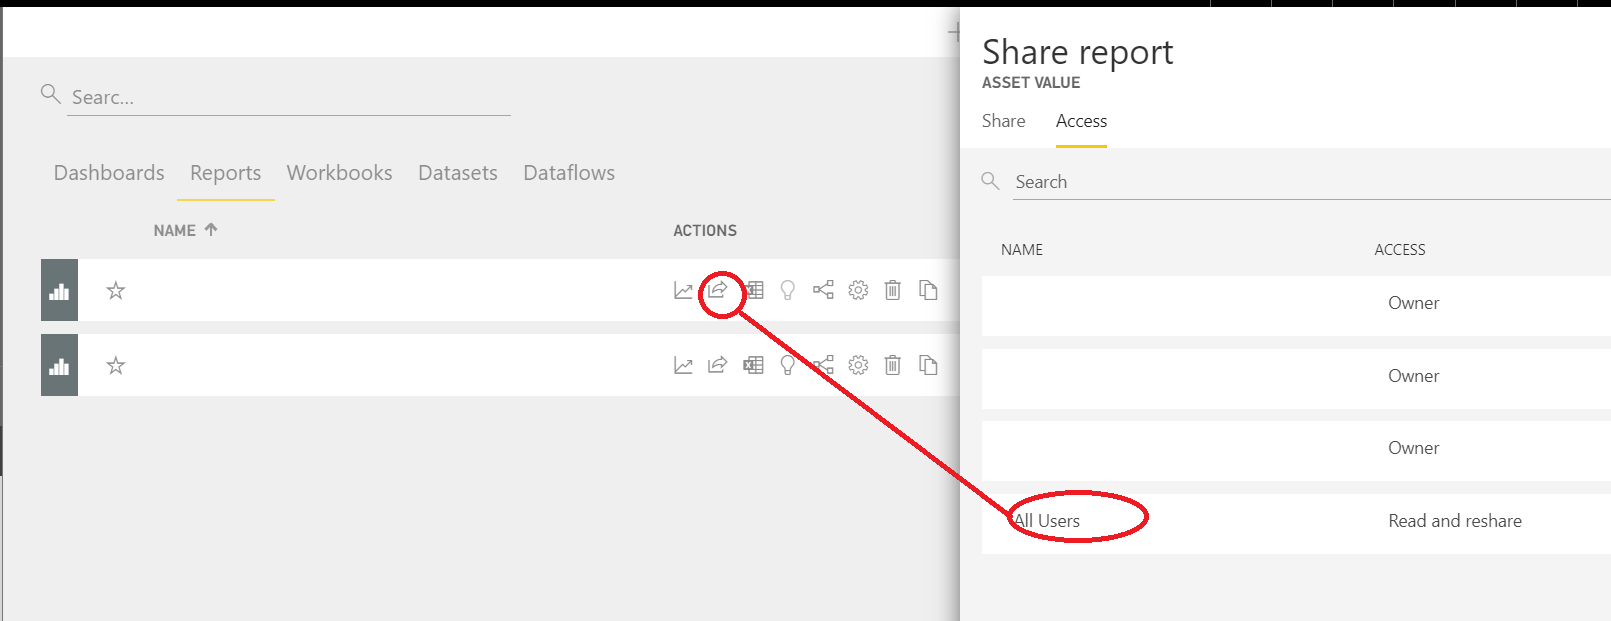 Searc...
Dashboards Reports Workbooks Datasets Dataflows
NAME ACTIONS
Share report
ASSET VALUE
Share Access
Search
NAME ACCESS
Owner
Owner
Owner
All Users Read and reshare